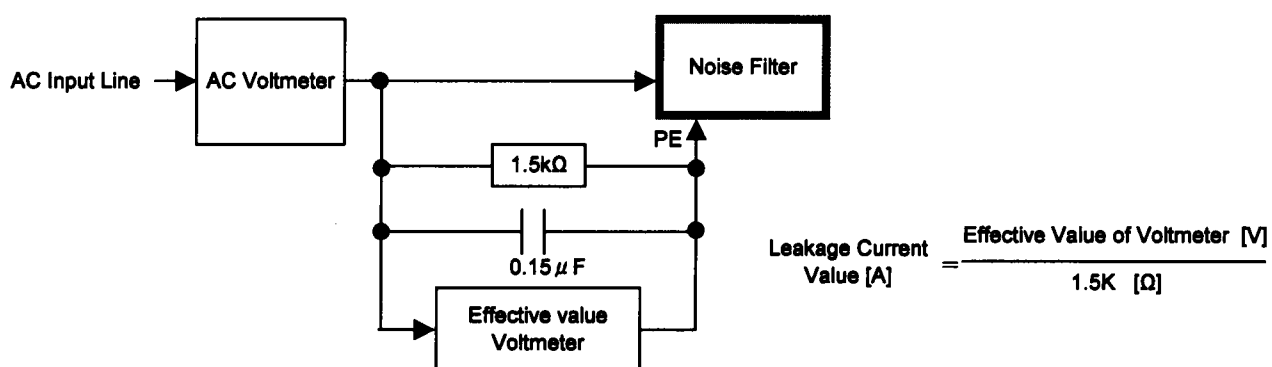 AC Input Line
AC Voltmeter
Noise Filter
PE
1.5kΩ
0.15μF
Effective value
Voltmeter
Leakage Current
Value [A]
=
Effective Value of Voltmeter [V]
1.5K [Ω]